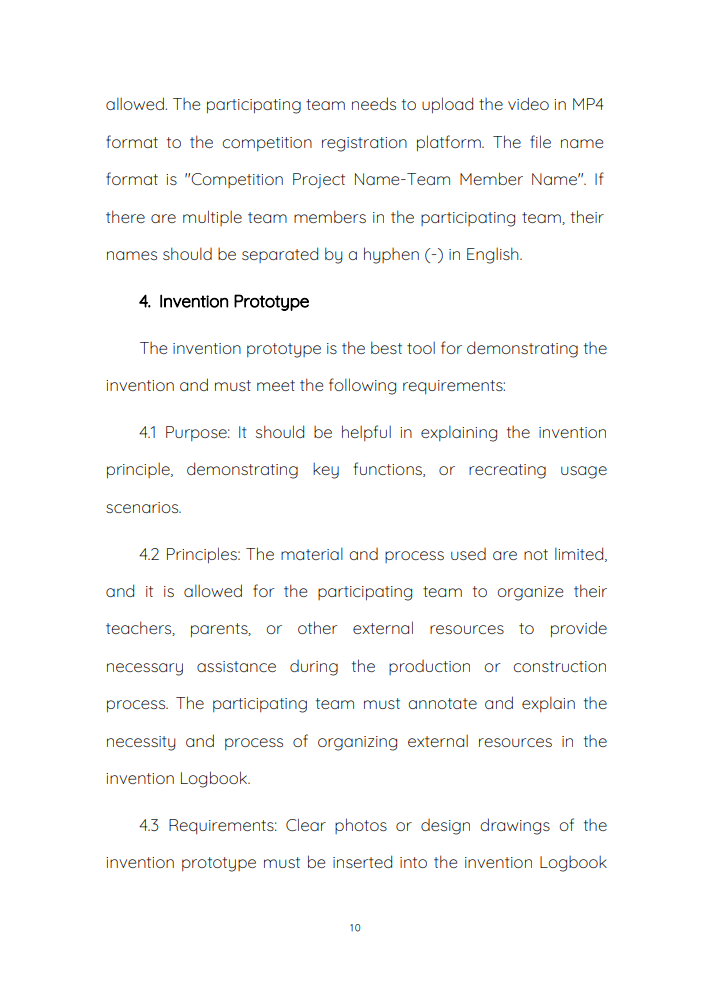 allowed. The participating team needs to upload the video in MP4
format to the competition registration platform. The file name
format is "Competition Project Name-Team Member Name". If
there are multiple team members in the participating team, their
names should be separated by a hyphen (-) in English.
4. Invention Prototype
The invention prototype is the best tool for demonstrating the
invention and must meet the following requirements:
4.1 Purpose: It should be helpful in explaining the invention
principle, demonstrating key functions, or recreating usage
scenarios.
4.2 Principles: The material and process used are not limited,
and it is allowed for the participating team to organize their
teachers, parents, or other external resources to provide
necessary assistance during the production or construction
process. The participating team must annotate and explain the
necessity and process of organizing external resources in the
invention Logbook.
4.3 Requirements: Clear photos or design drawings of the
invention prototype must be inserted into the invention Logbook
10